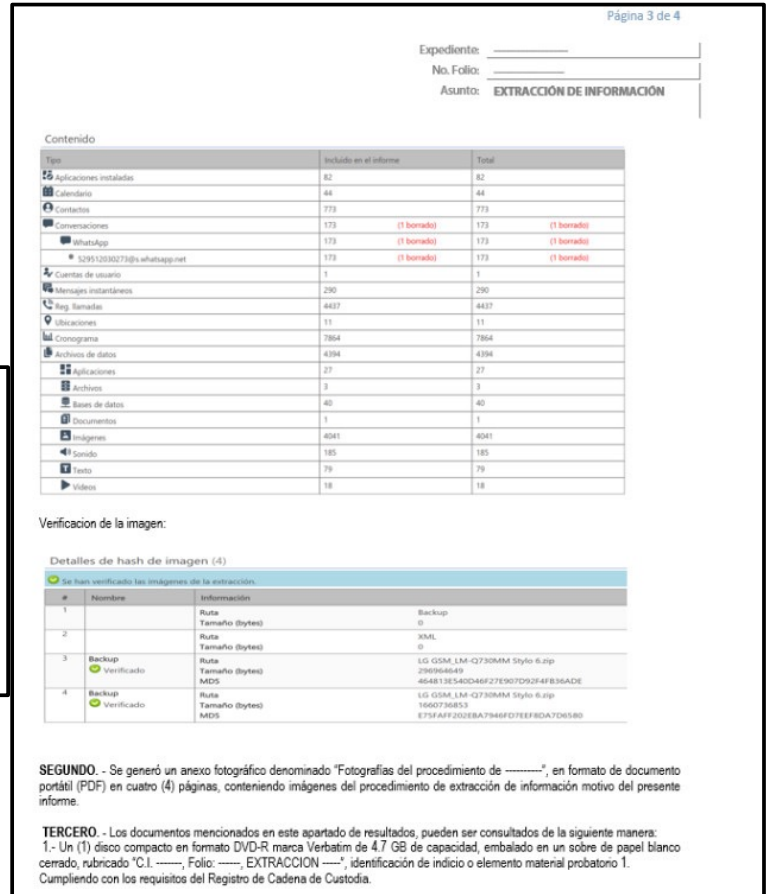 Página 3 de 4
Expediente:
No. Folio:
Asunto: EXTRACCIÓN DE INFORMACIÓN
Contenido
Tipo Incluido en el informe Total
Aplicaciones instaladas 82 82
Calendario 44 44
Contactos 773 773
Conversaciones 173 (1 borrado) 173 (1 borrado)
WhatsApp 173 (1 borrado) 173 (1 borrado)
529512030273@s.whatsapp.net 173 (1 borrado) 173 (1 borrado)
Cuentas de usuario 1 1
Mensajes instantáneos 290 290
Reg. llamadas 4437 4437
Ubicaciones 11 11
Cronograma 7864 7864
Archivos de datos 4394 4394
Aplicaciones 27 27
Archivos 3 3
Bases de datos 40 40
Documentos 1 1
Imágenes 4041 4041
Sonido 185 185
Texto 79 79
Videos 18 18
Verificacion de la imagen:
Detalles de hash de imagen (4)
Se han verificado las imágenes de la extracción.
# Nombre Información
1 Ruta Backup
Tamaño (bytes) 0
2 Ruta XML
Tamaño (bytes) 0
3 Backup Ruta LG GSM_LM-Q730MM Stylo 6.zip
Verificado Tamaño (bytes) 296964649
MD5 464813E540D46F27E907D92F4FB36ADE
4 Backup Ruta LG GSM_LM-Q730MM Stylo 6.zip
Verificado Tamaño (bytes) 1660736853
MD5 E75FAFF202EBA7946FD7EEF8DA7D6580
SEGUNDO. - Se generó un anexo fotográfico denominado "Fotografías del procedimiento de ----------", en formato de documento
portátil (PDF) en cuatro (4) páginas, conteniendo imágenes del procedimiento de extracción de información motivo del presente
informe.
TERCERO. - Los documentos mencionados en este apartado de resultados, pueden ser consultados de la siguiente manera:
1.- Un (1) disco compacto en formato DVD-R marca Verbatim de 4.7 GB de capacidad, embalado en un sobre de papel blanco
cerrado, rubricado "C.I. -------, Folio: ------, EXTRACCION -----", identificación de indicio o elemento material probatorio 1.
Cumpliendo con los requisitos del Registro de Cadena de Custodia.